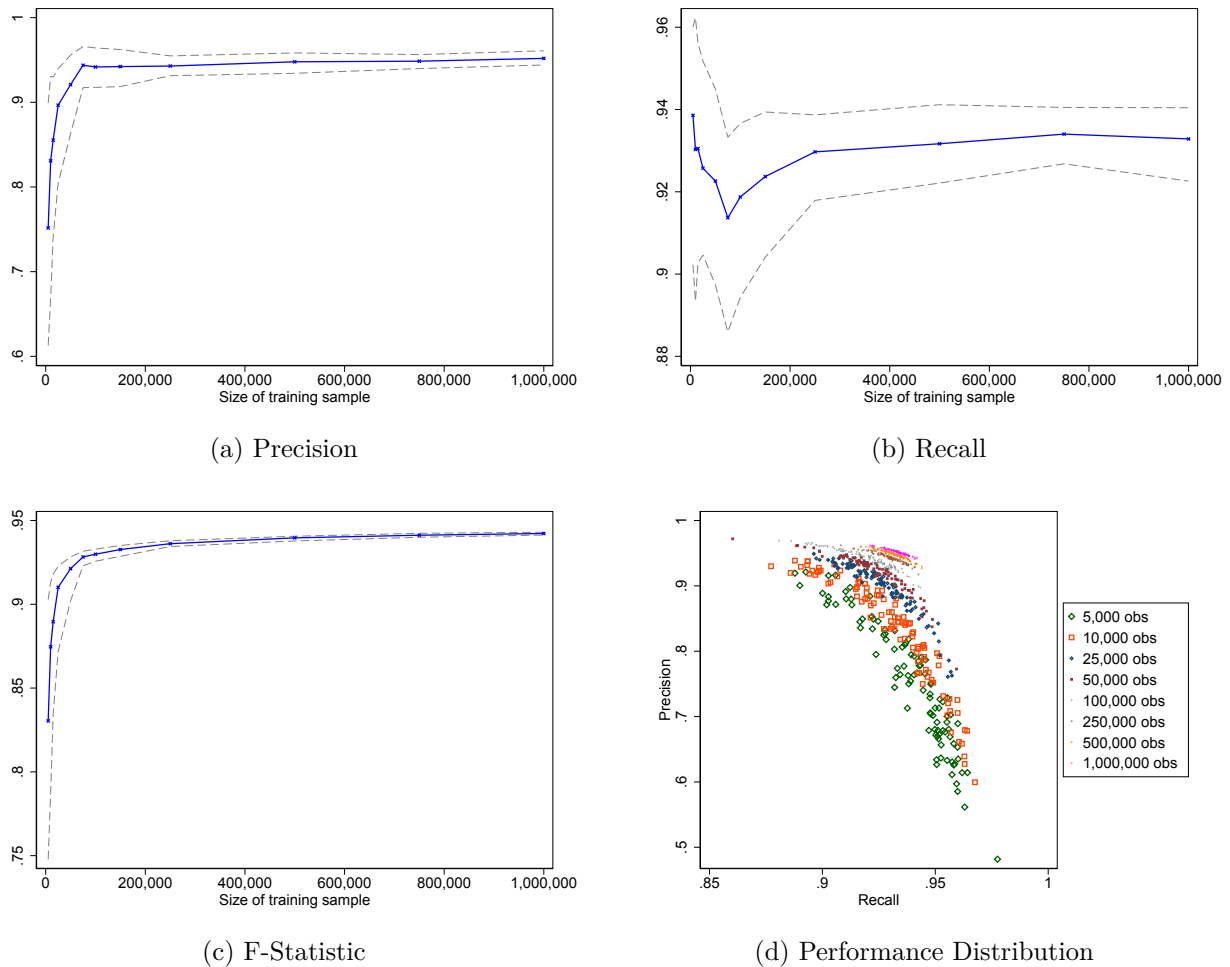 1
.9
.8
.7
.6
0 200,000 400,000 600,000 800,000 1,000,000
Size of training sample
(a) Precision
.96
.94
.92
.9
.88
0 200,000 400,000 600,000 800,000 1,000,000
Size of training sample
(b) Recall
.95
.9
.85
.8
.75
0 200,000 400,000 600,000 800,000 1,000,000
Size of training sample
(c) F-Statistic
Precision
1
.9
.8
.7
.6
.5
.85 .9 .95 1
Recall
5,000 obs
10,000 obs
25,000 obs
50,000 obs
100,000 obs
250,000 obs
500,000 obs
1,000,000 obs
(d) Performance Distribution